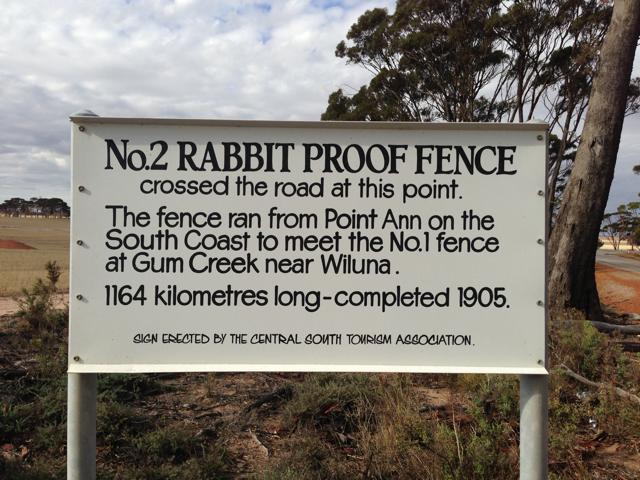 No.2 RABBIT PROOF FENCE
crossed the road at this point.
The fence ran from Point Ann on the
South Coast to meet the No.1 fence
at Gum Creek near Wiluna.
1164 kilometres long-completed 1905.
SIGN ERECTED BY THE CENTRAL SOUTH TOURISM ASSOCIATION.